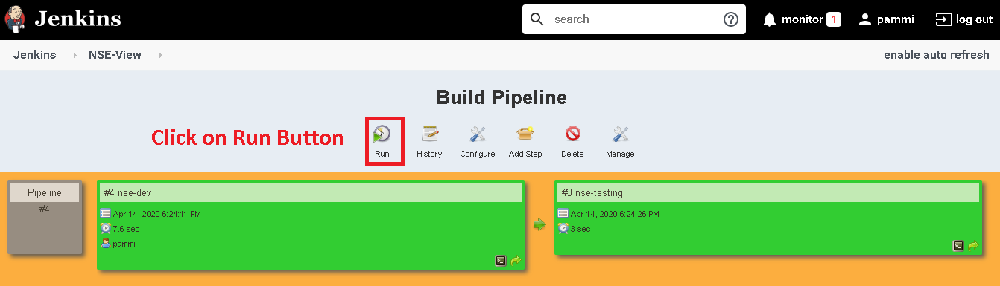 Jenkins
search
monitor 1
pammi
log out
Jenkins
NSE-View
enable auto refresh
Build Pipeline
Click on Run Button
Run
History
Configure
Add Step
Delete
Manage
Pipeline
#4
#4 nse-dev
Apr 14, 2020 6:24:11 PM
7.6 sec
pammi
#3 nse-testing
Apr 14, 2020 6:24:26 PM
3 sec